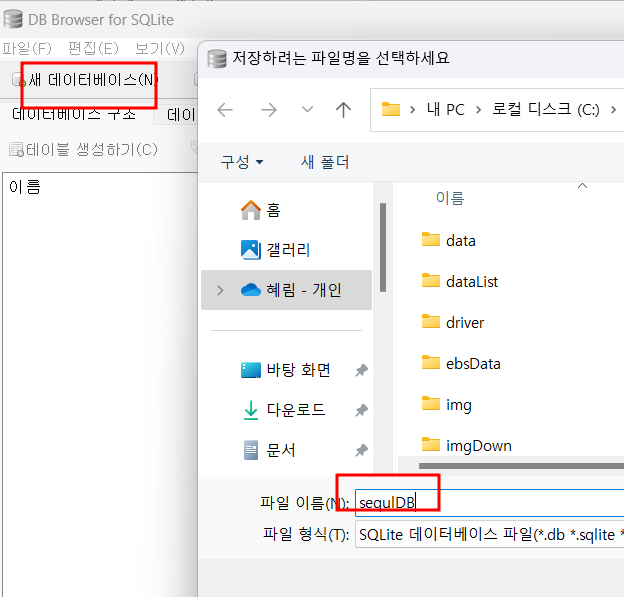 DB Browser for SQLite
파일(F) 편집(E) 보기(V)
새 데이터베이스(N)
데이터베이스 구조 데이
테이블 생성하기(C)
이름
저장하려는 파일명을 선택하세요
내 PC > 로컬 디스크 (C:) >
구성 새 폴더
홈
갤러리
혜림 - 개인
바탕 화면
다운로드
문서
이름
data
dataList
driver
ebsData
img
imgDown
파일 이름(N): sequlDB
파일 형식(T): SQLite 데이터베이스 파일(*.db *.sqlite *